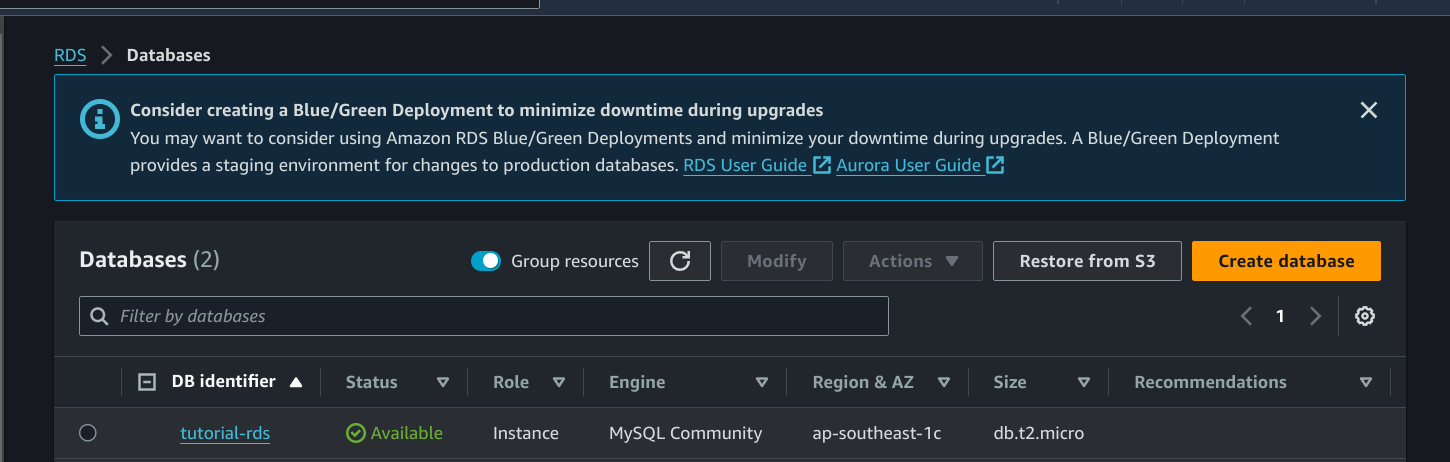 RDS > Databases
Consider creating a Blue/Green Deployment to minimize downtime during upgrades
You may want to consider using Amazon RDS Blue/Green Deployments and minimize your downtime during upgrades. A Blue/Green Deployment
provides a staging environment for changes to production databases. RDS User Guide Aurora User Guide
Databases (2) Group resources Modify Actions Restore from S3 Create database
Filter by databases 1
DB identifier Status Role Engine Region & AZ Size Recommendations
tutorial-rds Available Instance MySQL Community ap-southeast-1c db.t2.micro